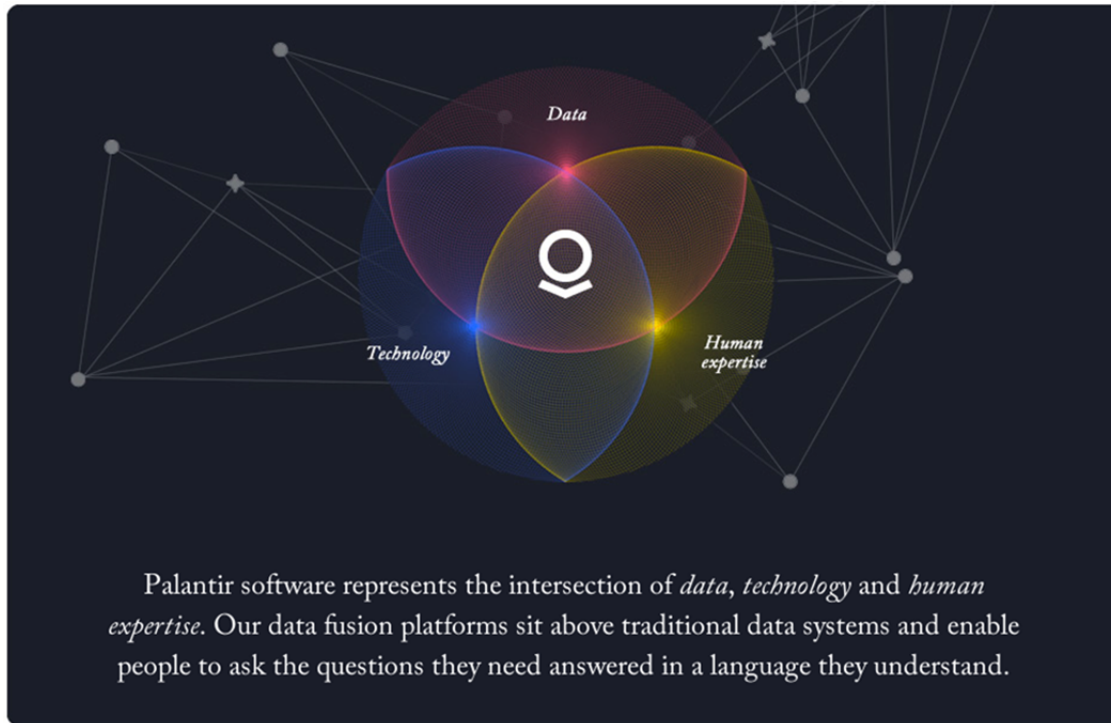 Data
Technology
Human
expertise
Palantir software represents the intersection of data, technology and human
expertise. Our data fusion platforms sit above traditional data systems and enable
people to ask the questions they need answered in a language they understand.